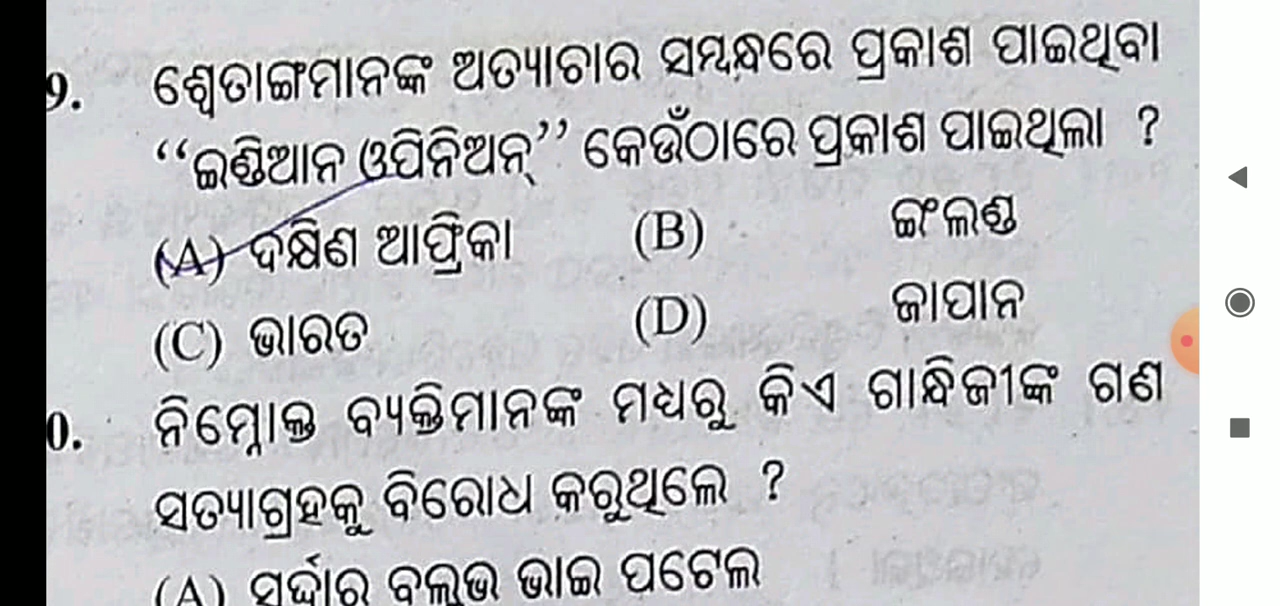 9. ଶ୍ୱେତାଙ୍ଗମାନଙ୍କ ଅତ୍ୟାଚାର ସମ୍ବନ୍ଧରେ ପ୍ରକାଶ ପାଇଥିବା
‘‘ଇଣ୍ଡିଆନ ଓପିନିଅନ୍’’ କେଉଁଠାରେ ପ୍ରକାଶ ପାଇଥିଲା ?
(A) ଦକ୍ଷିଣ ଆଫ୍ରିକା (B) ଇଂଲଣ୍ଡ
(C) ଭାରତ (D) ଜାପାନ
0. ନିମ୍ନୋକ୍ତ ବ୍ୟକ୍ତିମାନଙ୍କ ମଧ୍ୟରୁ କିଏ ଗାନ୍ଧିଜୀଙ୍କ ଗଣ
ସତ୍ୟାଗ୍ରହକୁ ବିରୋଧ କରୁଥିଲେ ?
(A) ସର୍ଦ୍ଦାର ବଲ୍ଲଭ ଭାଇ ପଟେଲ